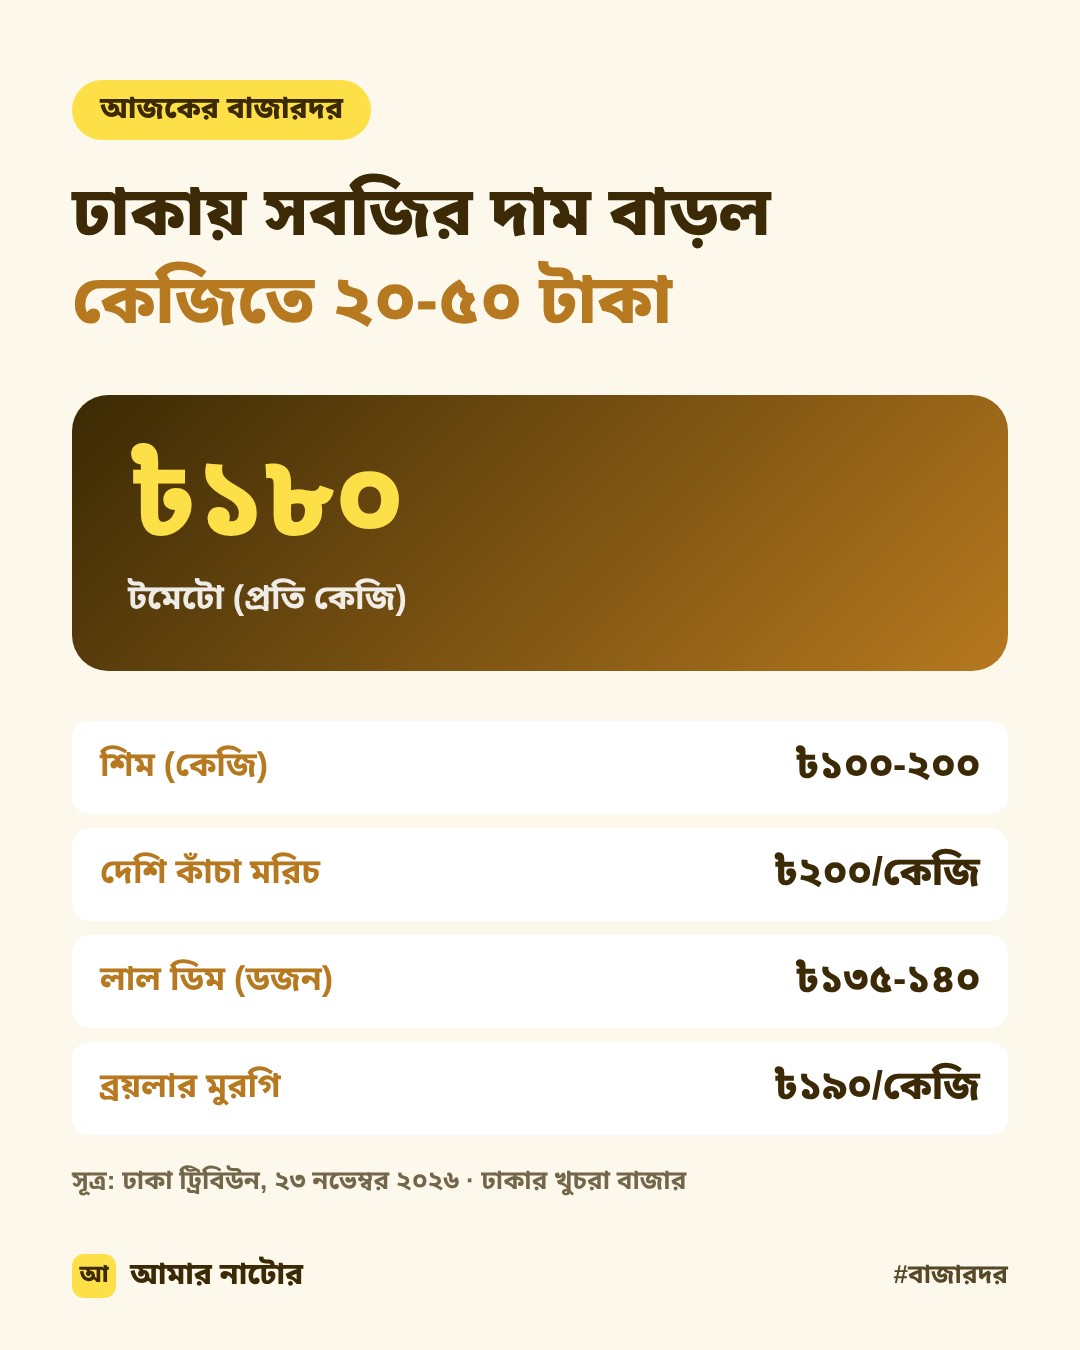 আজকের বাজারদর
ঢাকায় সবজির দাম বাড়ল
কেজিতে ২০-৫০ টাকা
৳১৮০
টমেটো (প্রতি কেজি)
শিম (কেজি) ৳১০০-২০০
দেশি কাঁচা মরিচ ৳২০০/কেজি
লাল ডিম (ডজন) ৳১৩৫-১৪০
ব্রয়লার মুরগি ৳১৯০/কেজি
সূত্র: ঢাকা ট্রিবিউন, ২৩ নভেম্বর ২০২৬ · ঢাকার খুচরা বাজার
আ আমার নাটোর #বাজারদর